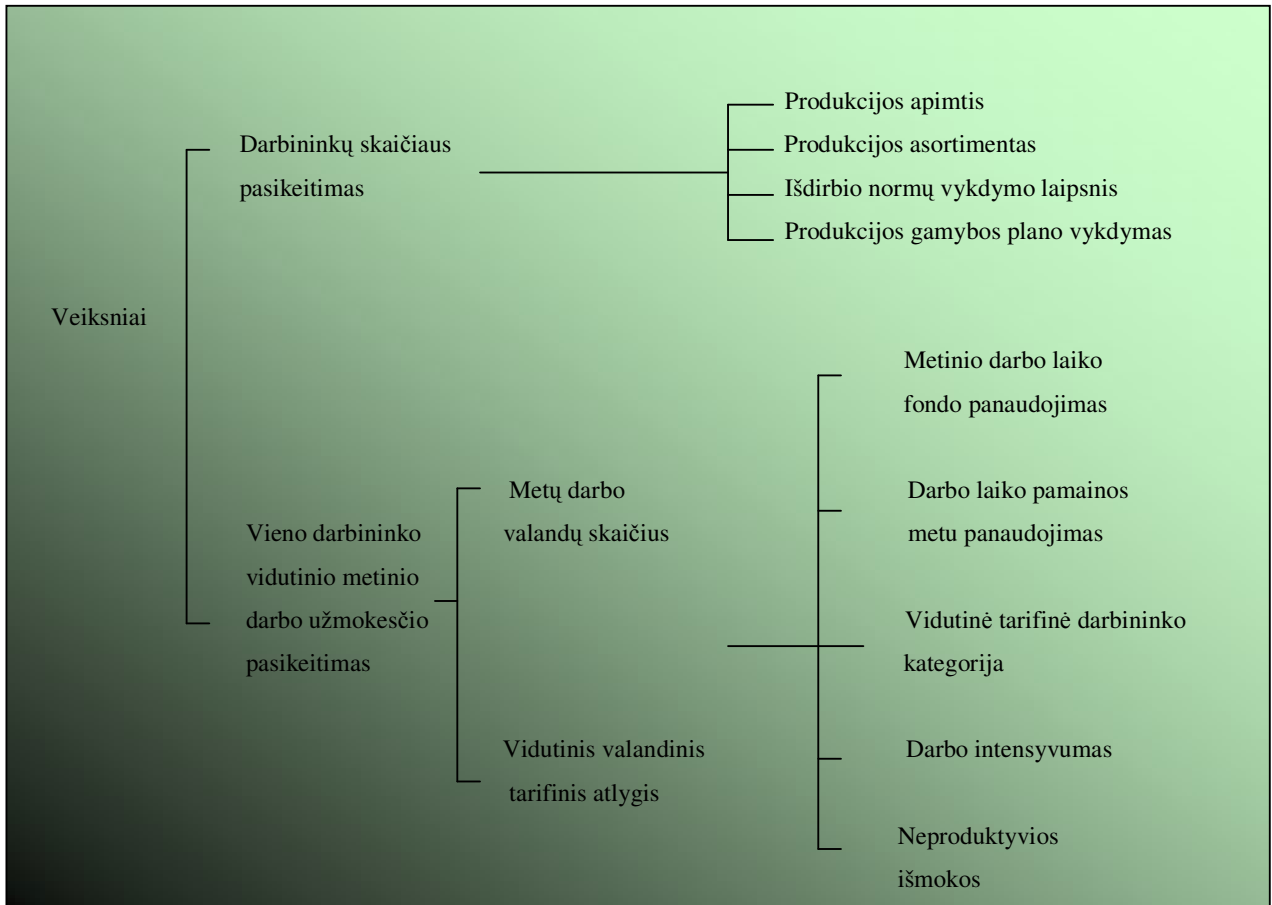 Produkcijos apimtis
Darbininkų skaičiaus
pasikeitimas
Produkcijos asortimentas
Išdirbio normų vykdymo laipsnis
Produkcijos gamybos plano vykdymas
Veiksniai
Metinio darbo laiko
fondo panaudojimas
Metų darbo
valandų skaičius
Darbo laiko pamainos
metu panaudojimas
Vieno darbininko
vidutinio metinio
darbo užmokesčio
pasikeitimas
Vidutinė tarifinė darbininko
kategorija
Vidutinis valandinis
tarifinis atlygis
Darbo intensyvumas
Neproduktyvios
išmokos